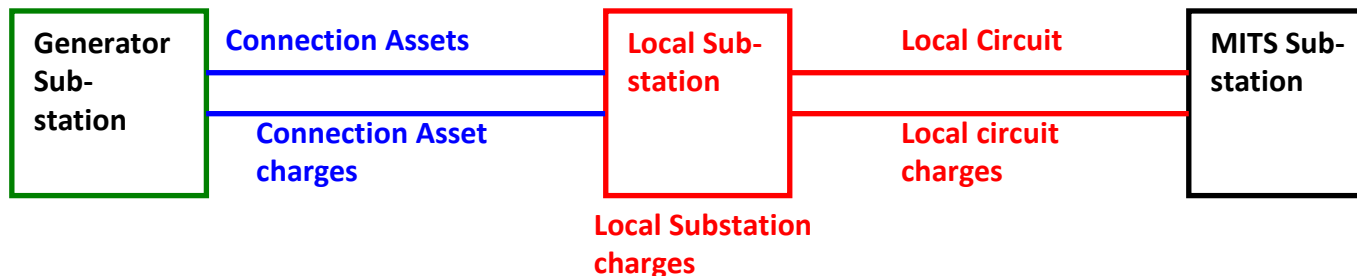 Generator
Sub-
station
Connection Assets
Connection Asset
charges
Local Sub-
station
Local Substation
charges
Local Circuit
Local circuit
charges
MITS Sub-
station